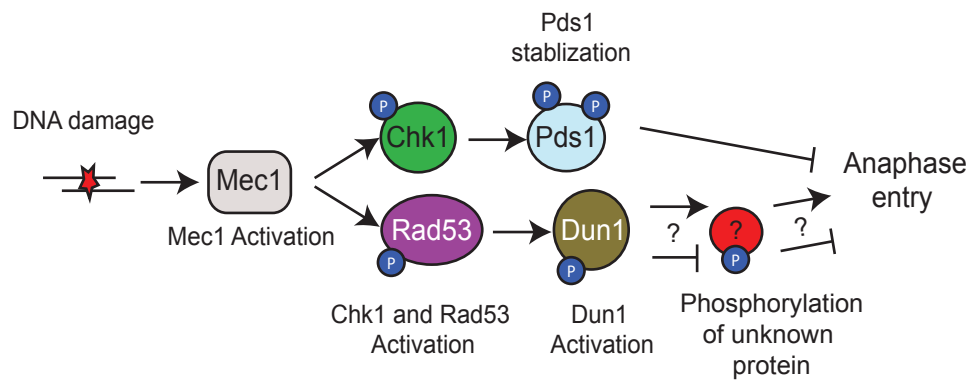 Pds1
stablization
DNA damage
P
Chk1
P
P
Pds1
Mec1
Mec1 Activation
Anaphase
entry
Rad53
P
Dun1
P
?
?
P
?
Chk1 and Rad53
Activation
Dun1
Activation
Phosphorylation
of unknown
protein